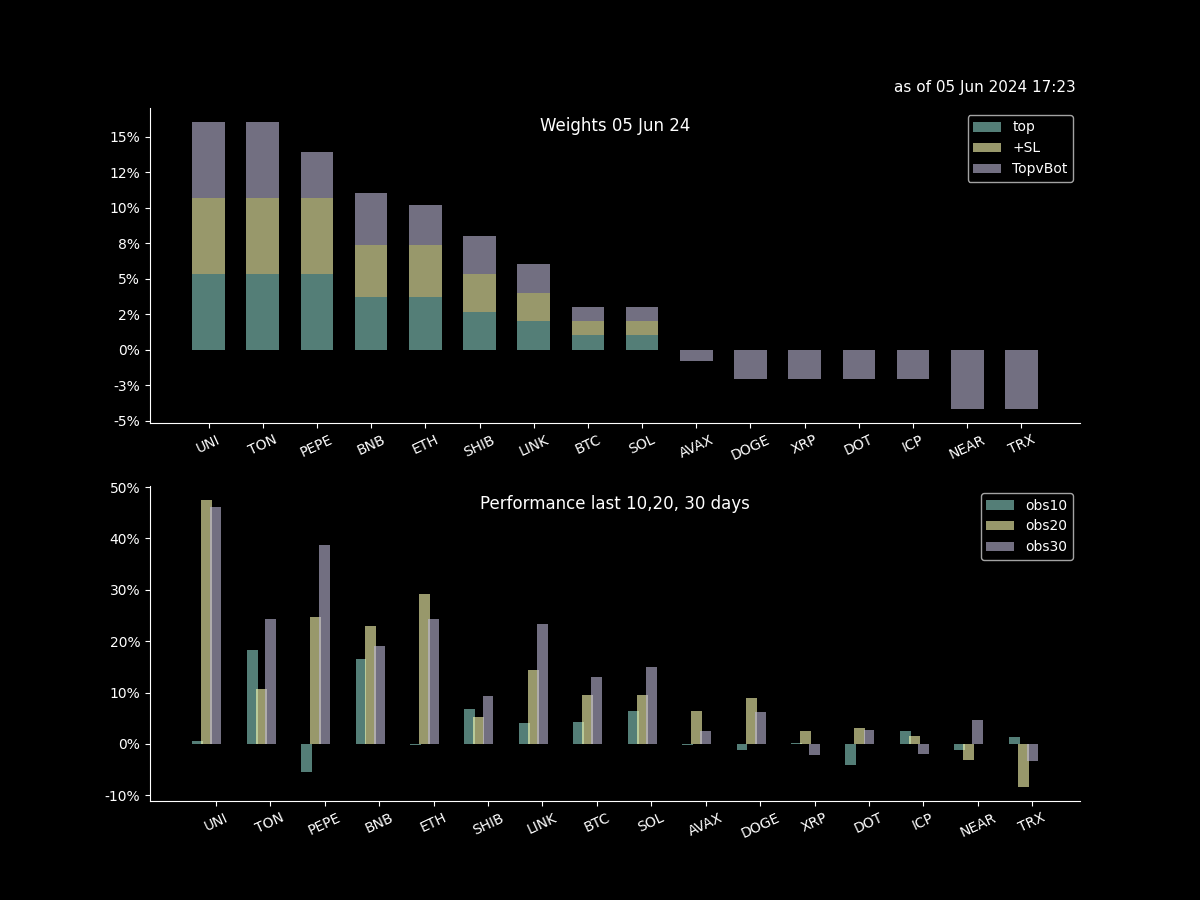 as of 05 Jun 2024 17:23
Weights 05 Jun 24
top
+SL
TopvBot
15%
12%
10%
8%
5%
2%
0%
-3%
-5%
UNI TON PEPE BNB ETH SHIB LINK BTC SOL AVAX DOGE XRP DOT ICP NEAR TRX
Performance last 10,20, 30 days
obs10
obs20
obs30
50%
40%
30%
20%
10%
0%
-10%
UNI TON PEPE BNB ETH SHIB LINK BTC SOL AVAX DOGE XRP DOT ICP NEAR TRX